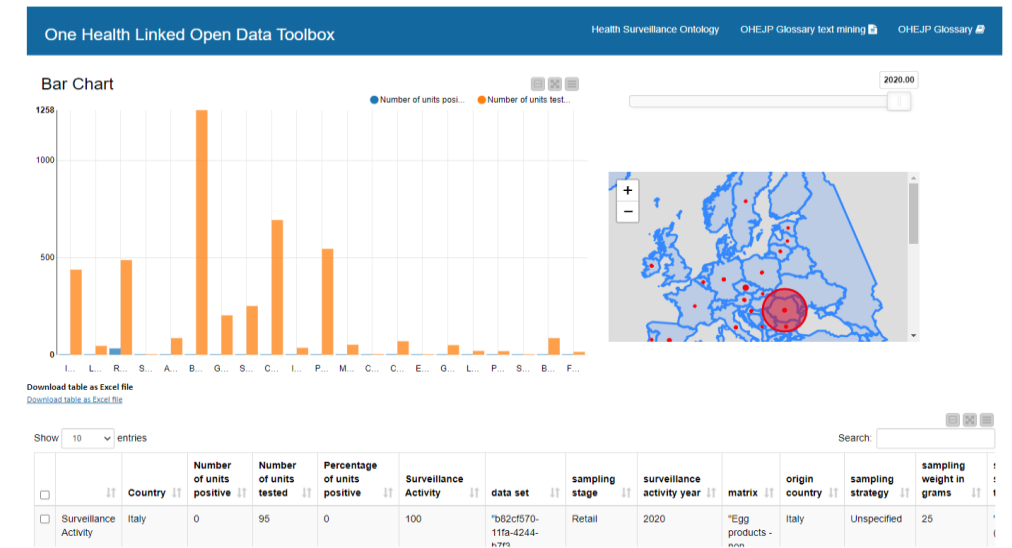 One Health Linked Open Data Toolbox
Health Surveillance Ontology
OHEJP Glossary text mining
OHEJP Glossary
Bar Chart
2020.00
Number of units posi...
Number of units test...
1258
1000
500
0
I...
L...
R...
S...
A...
B...
G...
S...
C...
I...
P...
M...
C...
C...
E...
G...
L...
P...
S...
B...
F...
+
−
Download table as Excel file
Download table as Excel file
Show 10 entries
Search:
Country
Number
of units
positive
Number
of units
tested
Percentage
of units
positive
Surveillance
Activity
data set
sampling
stage
surveillance
activity year
matrix
origin
country
sampling
strategy
sampling
weight in
grams
Surveillance
Activity
Italy
0
95
0
100
"b82cf570-
11fa-4244-
Retail
2020
"Egg
products -
Italy
Unspecified
25